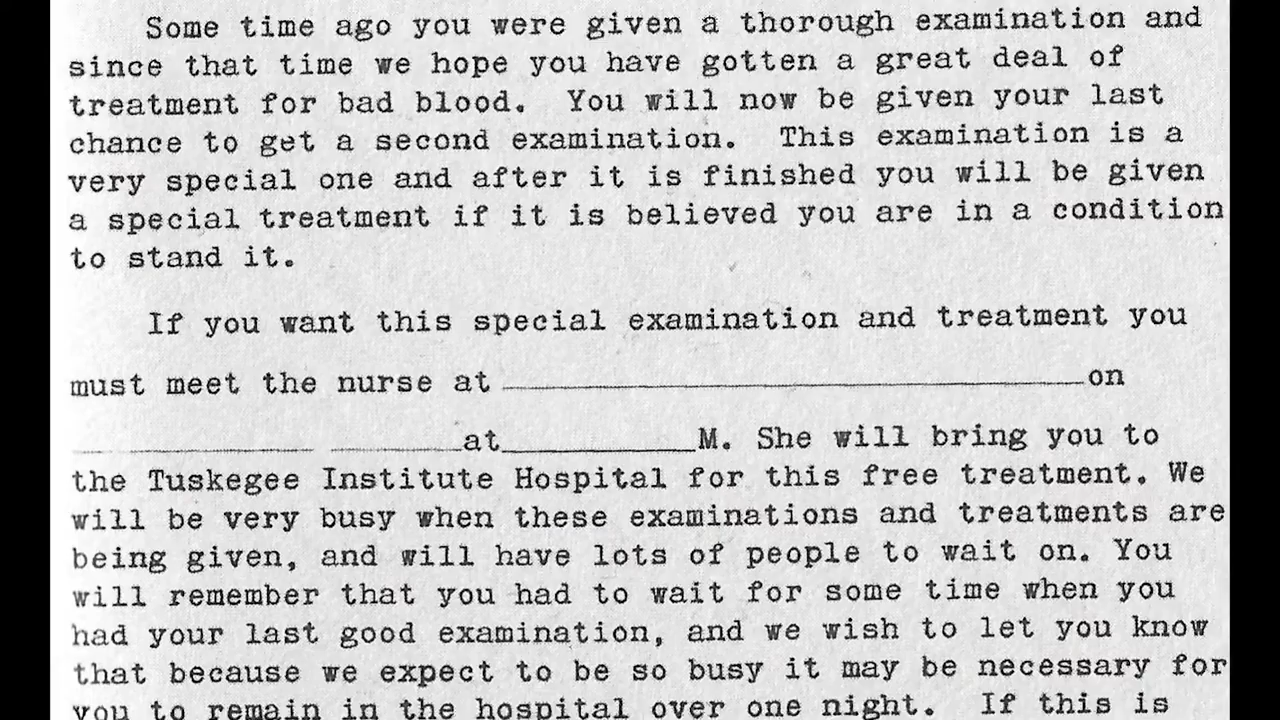 Some time ago you were given a thorough examination and
since that time we hope you have gotten a great deal of
treatment for bad blood. You will now be given your last
chance to get a second examination. This examination is a
very special one and after it is finished you will be given
a special treatment if it is believed you are in a condition
to stand it.
If you want this special examination and treatment you
must meet the nurse at ______________________________on
____________ _______at__________M. She will bring you to
the Tuskegee Institute Hospital for this free treatment. We
will be very busy when these examinations and treatments are
being given, and will have lots of people to wait on. You
will remember that you had to wait for some time when you
had your last good examination, and we wish to let you know
that because we expect to be so busy it may be necessary for
you to remain in the hospital over one night. If this is